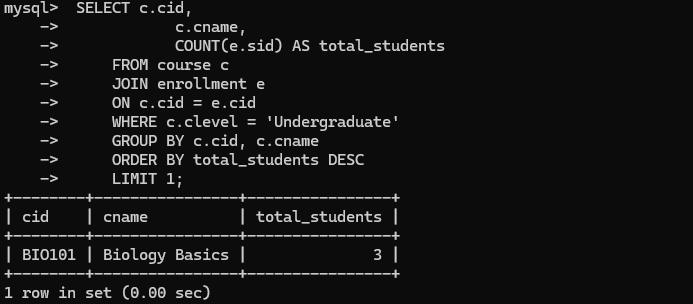 mysql>  SELECT c.cid,
    ->            c.cname,
    ->            COUNT(e.sid) AS total_students
    ->     FROM course c
    ->     JOIN enrollment e
    ->     ON c.cid = e.cid
    ->     WHERE c.clevel = 'Undergraduate'
    ->     GROUP BY c.cid, c.cname
    ->     ORDER BY total_students DESC
    ->     LIMIT 1;
+--------+----------------+----------------+
| cid    | cname          | total_students |
+--------+----------------+----------------+
| BIO101 | Biology Basics |              3 |
+--------+----------------+----------------+
1 row in set (0.00 sec)